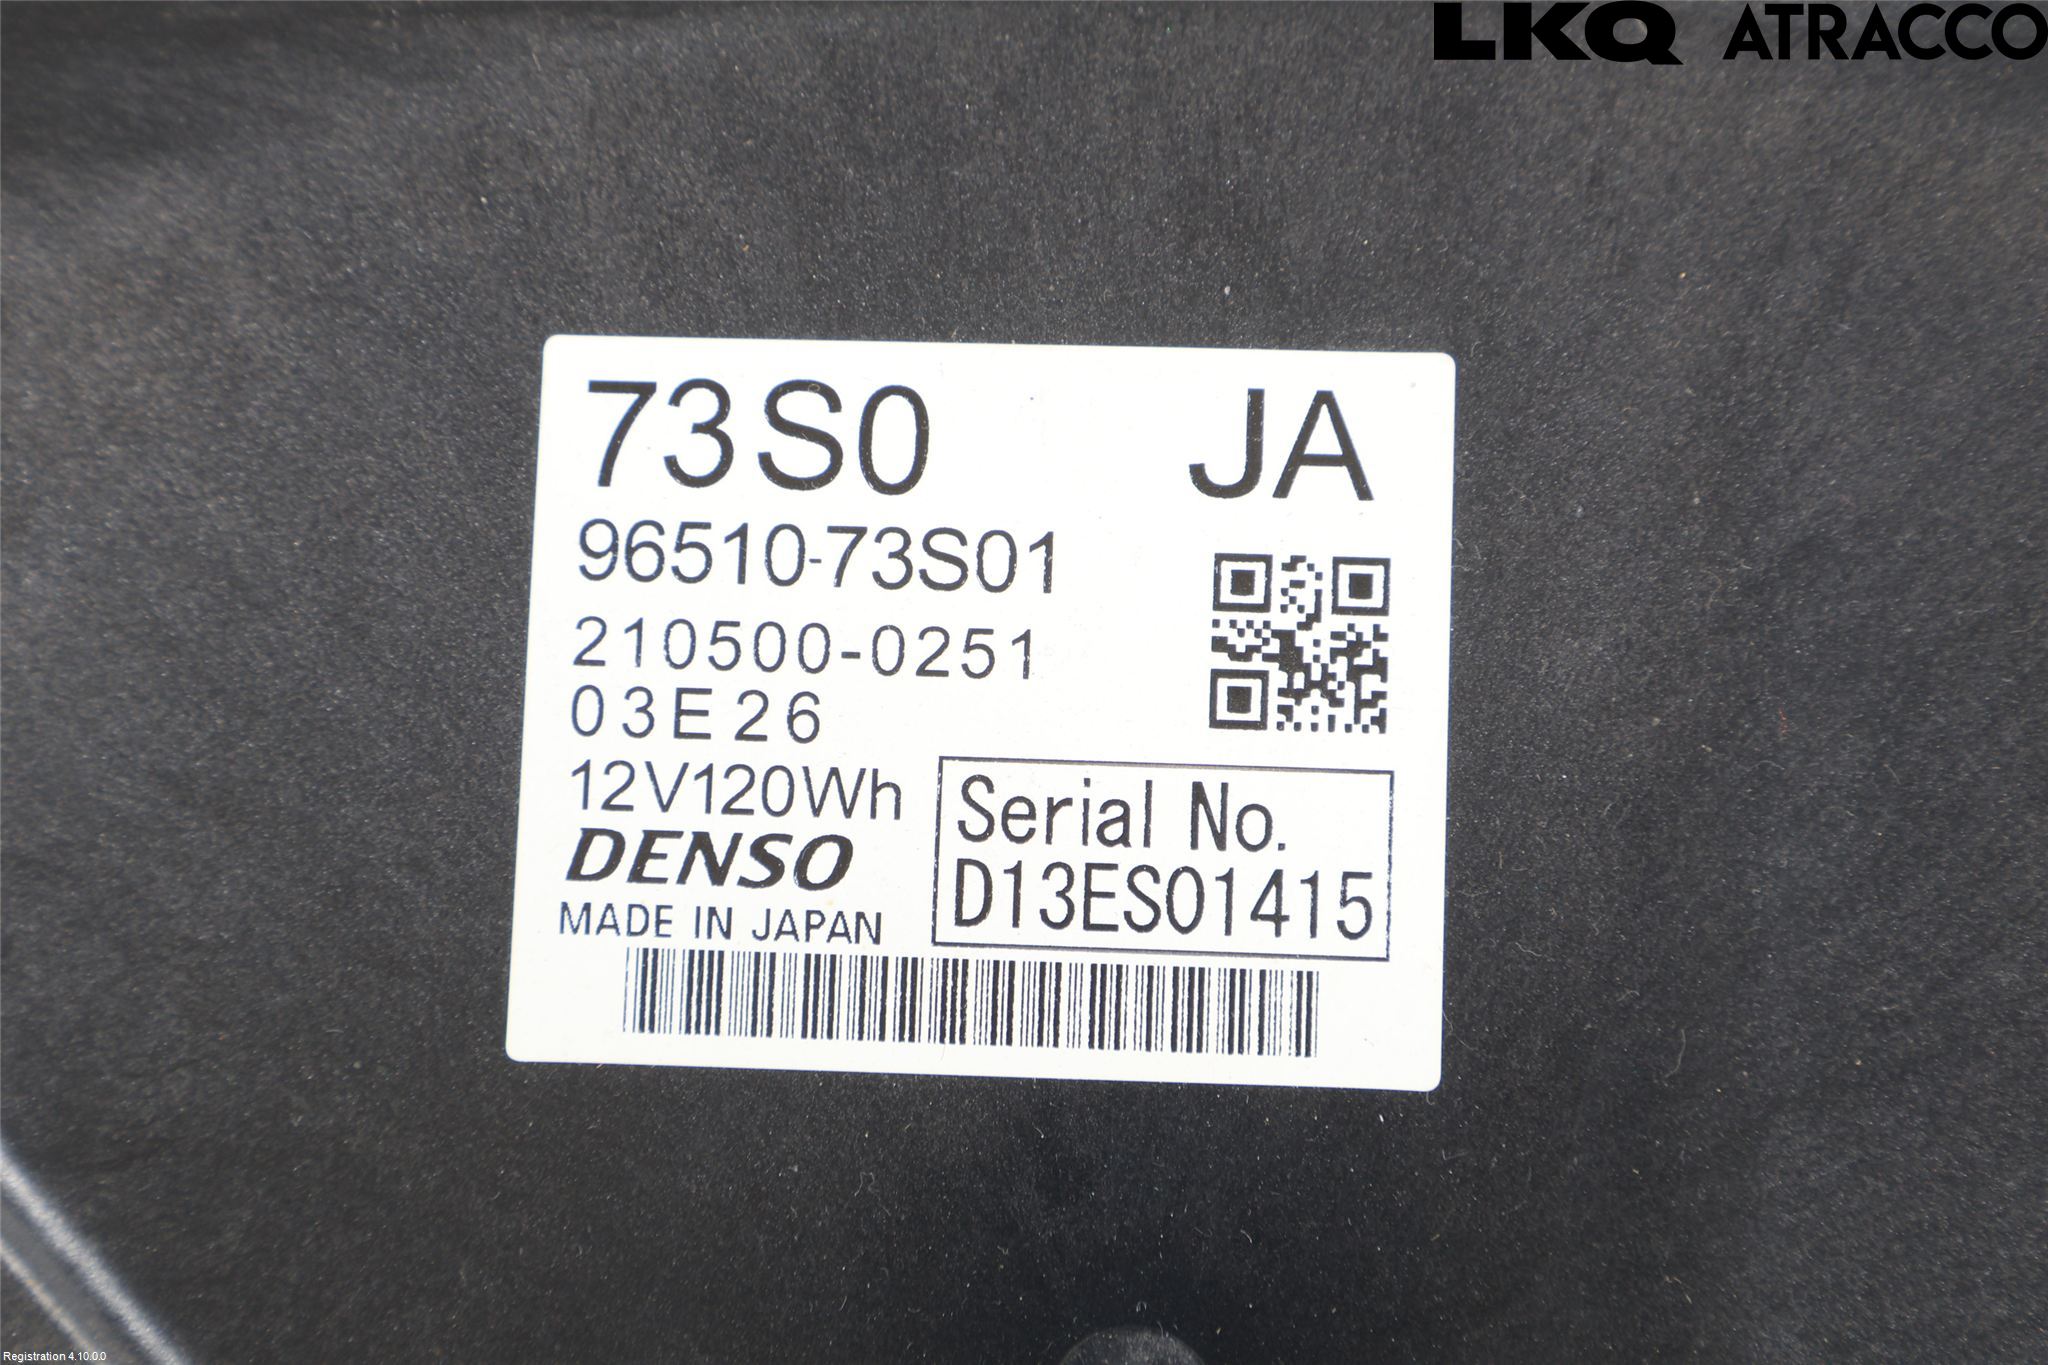 LKQ ATRACCO
73S0 JA
96510-73S01
210500-0251
03E26
12V120Wh
DENSO
MADE IN JAPAN
Serial No.
D13ES01415
Registration 4.10.0.0